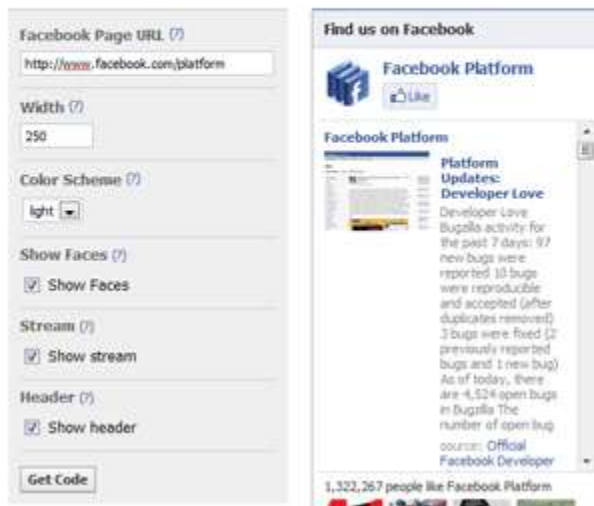 Facebook Page URL (?)
http://www.facebook.com/platform
Width (?)
250
Color Scheme (?)
light
Show Faces (?)
Show Faces
Stream (?)
Show stream
Header (?)
Show header
Get Code
Find us on Facebook
Facebook Platform
Like
Facebook Platform
Platform
Updates:
Developer Love
Developer Love
Bugzilla activity for
the past 7 days: 97
new bugs were
reported 10 bugs
were reproducible
and accepted (after
duplicates removed)
3 bugs were fixed (2
previously reported
bugs and 1 new bug)
As of today, there
are 4,524 open bugs
in Bugzilla The
number of open bug
source: Official
Facebook Developer
1,322,267 people like Facebook Platform